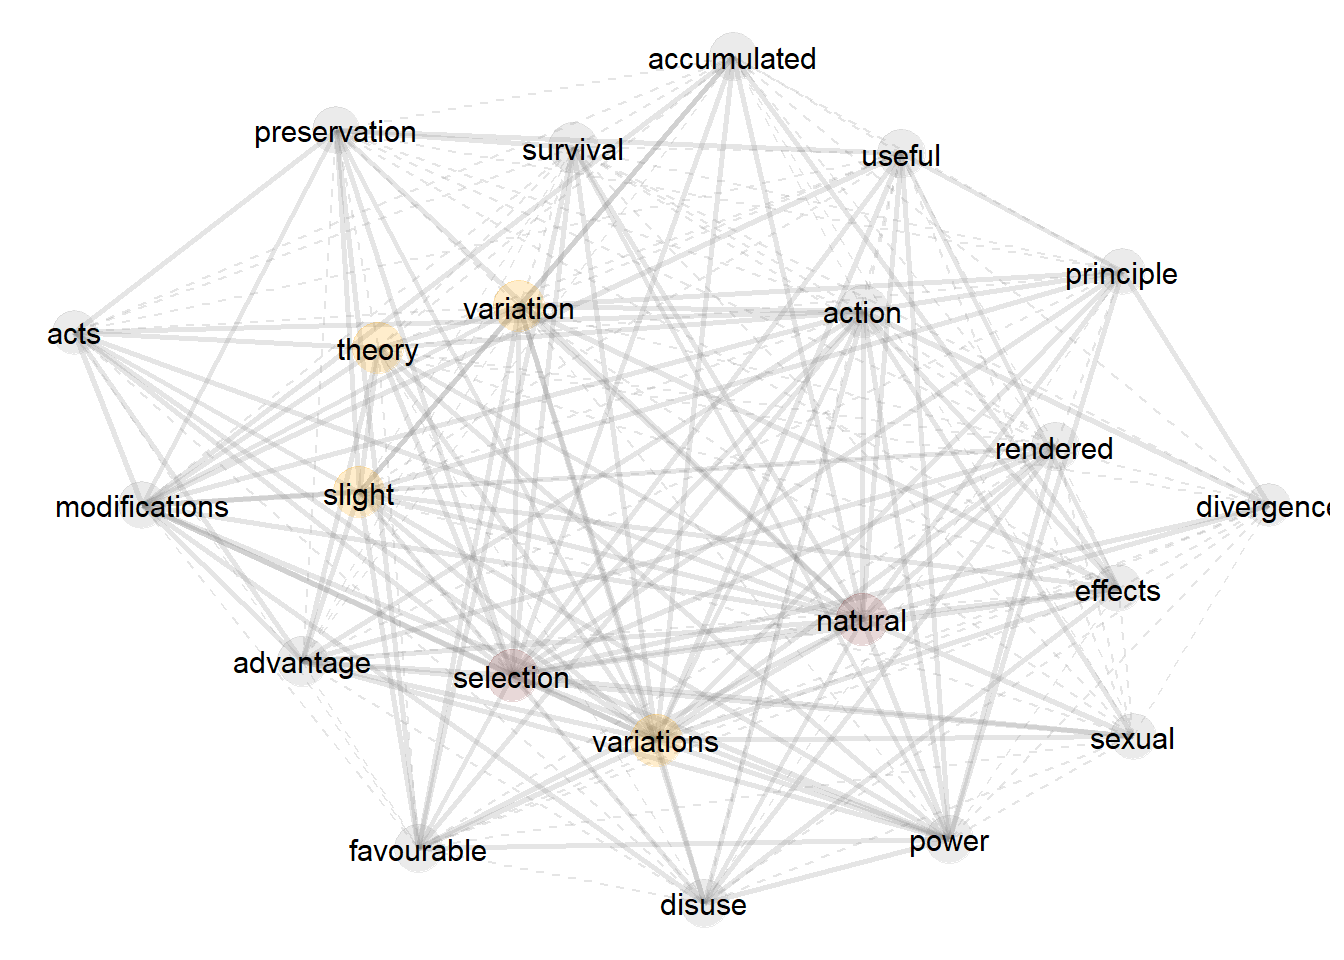 accumulated
preservation
survival
useful
principle
variation
action
acts
theory
rendered
slight
modifications
divergence
effects
natural
advantage
selection
variations
sexual
favourable
power
disuse